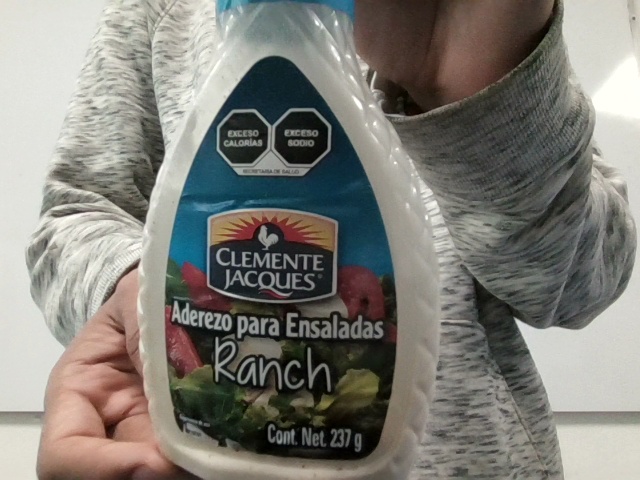 EXCESO CALORÍAS
EXCESO SODIO
SECRETARÍA DE SALUD
CLEMENTE
JACQUES
Aderezo para Ensaladas
Ranch
Cont. Net. 237 g